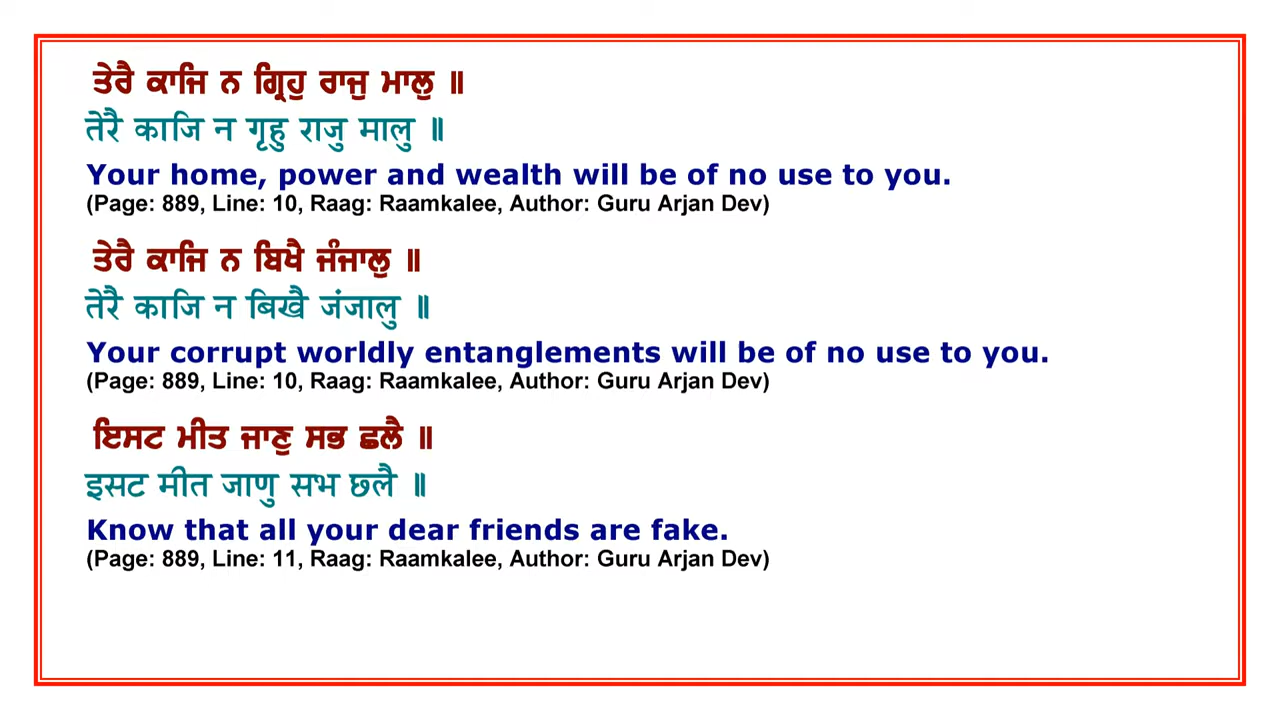 ਤੇਰੈ ਕਾਜਿ ਨ ਗ੍ਰਿਹੁ ਰਾਜੁ ਮਾਲੁ ॥
तेरै काजि न गृहु राजु मालु ॥
Your home, power and wealth will be of no use to you.
(Page: 889, Line: 10, Raag: Raamkalee, Author: Guru Arjan Dev)
ਤੇਰੈ ਕਾਜਿ ਨ ਬਿਖੈ ਜੰਜਾਲੁ ॥
तेरै काजि न बिखै जंजालु ॥
Your corrupt worldly entanglements will be of no use to you.
(Page: 889, Line: 10, Raag: Raamkalee, Author: Guru Arjan Dev)
ਇਸਟ ਮੀਤ ਜਾਣੁ ਸਭ ਛਲੈ ॥
इसट मीत जाणु सभ छलै ॥
Know that all your dear friends are fake.
(Page: 889, Line: 11, Raag: Raamkalee, Author: Guru Arjan Dev)